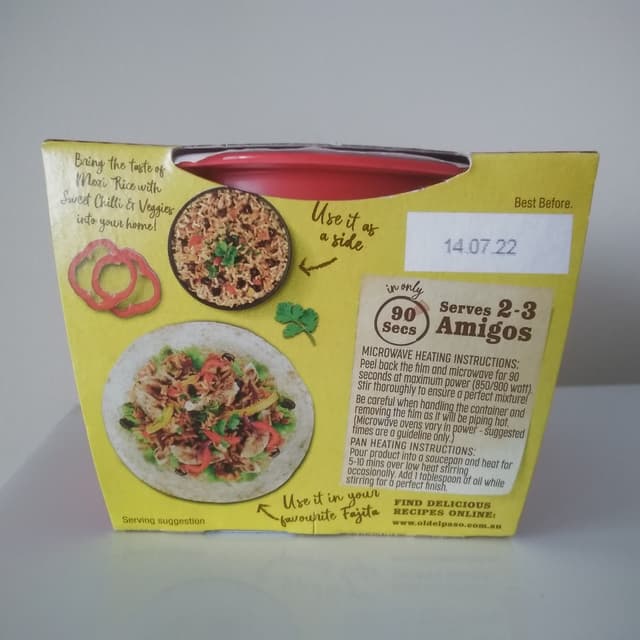 Bring the taste of
Mexi Rice with
Sweet Chilli & Veggies
into your home!
Use it as
a side
Best Before.
14.07.22
in only
90
Secs
Serves 2-3
Amigos
MICROWAVE HEATING INSTRUCTIONS:
Peel back the film and microwave for 90
seconds at maximum power (850/900 watt)
Stir thoroughly to ensure a perfect mixture!
Be careful when handling the container and
removing the film as it will be piping hot.
(Microwave ovens vary in power - suggested
times are a guideline only.)
PAN HEATING INSTRUCTIONS:
Pour product into a saucepan and heat for
5-10 mins over low heat stirring
occasionally. Add 1 tablespoon of oil while
stirring for a perfect finish.
Use it in your
favourite Fajita
Serving suggestion
FIND DELICIOUS
RECIPES ONLINE:
www.oldelpaso.com.au